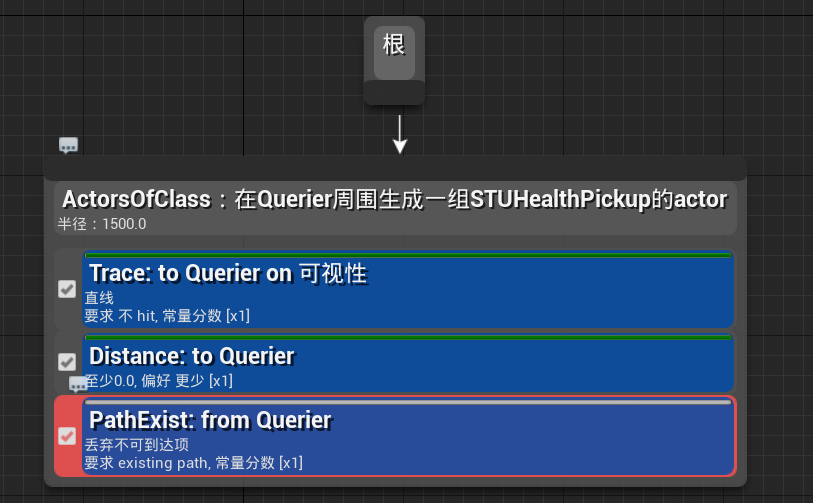 根
ActorsOfClass：在Querier周围生成一组STUHealthPickup的actor
半径：1500.0
Trace: to Querier on 可视性
直线
要求 不 hit, 常量分数 [x1]
Distance: to Querier
至少0.0, 偏好 更少 [x1]
PathExist: from Querier
丢弃不可到达项
要求 existing path, 常量分数 [x1]